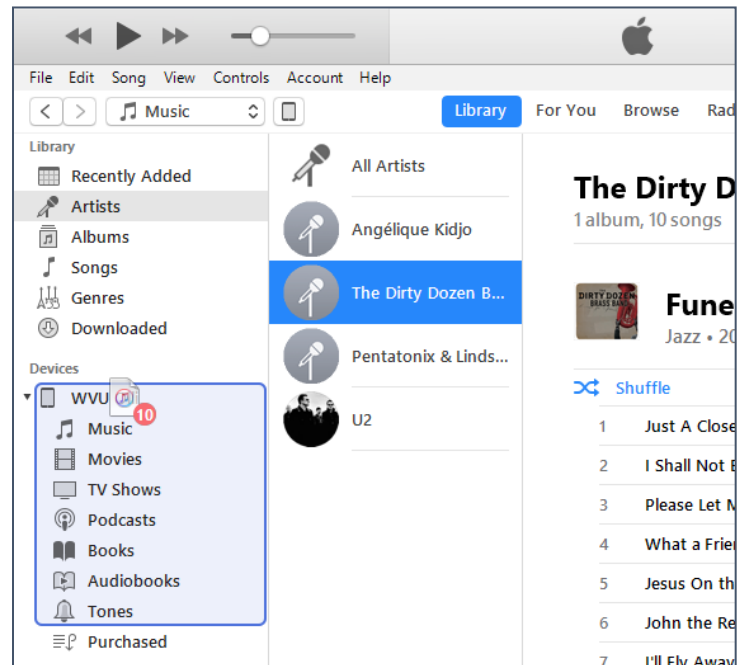 File Edit Song View Controls Account Help
Music Library For You Browse Rad
Library
Recently Added
Artists
Albums
Songs
Genres
Downloaded
Devices
WVU 10
Music
Movies
TV Shows
Podcasts
Books
Audiobooks
Tones
Purchased
All Artists
Angélique Kidjo
The Dirty Dozen B...
Pentatonix & Linds...
U2
The Dirty D
1 album, 10 songs
DIRTY DOZEN
BRASS BAND
Fune
Jazz • 20
Shuffle
1 Just A Close
2 I Shall Not B
3 Please Let M
4 What a Frie
5 Jesus On th
6 John the Re
7 I'll Fly Away